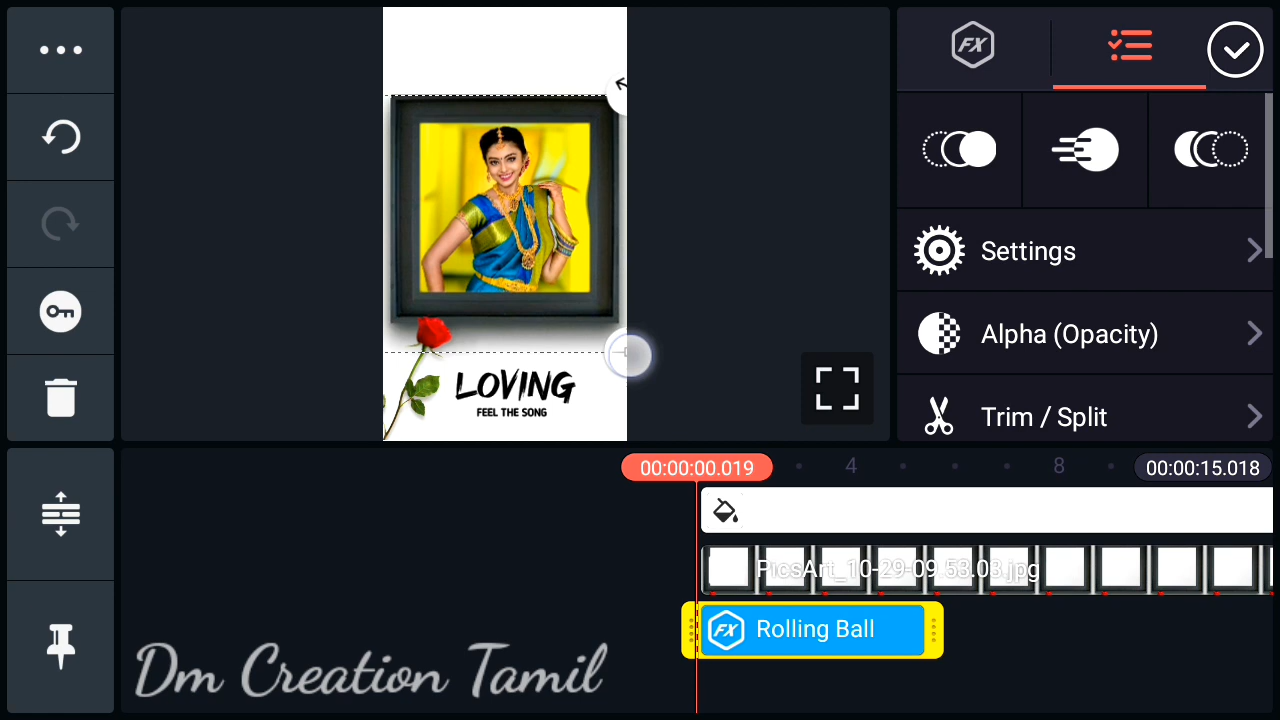 FX
Settings
Alpha (Opacity)
Trim / Split
LOVING
FEEL THE SONG
00:00:00.019
4
8
00:00:15.018
PicsArt_10-29-09.53.03.jpg
FX
Rolling Ball
Dm Creation Tamil